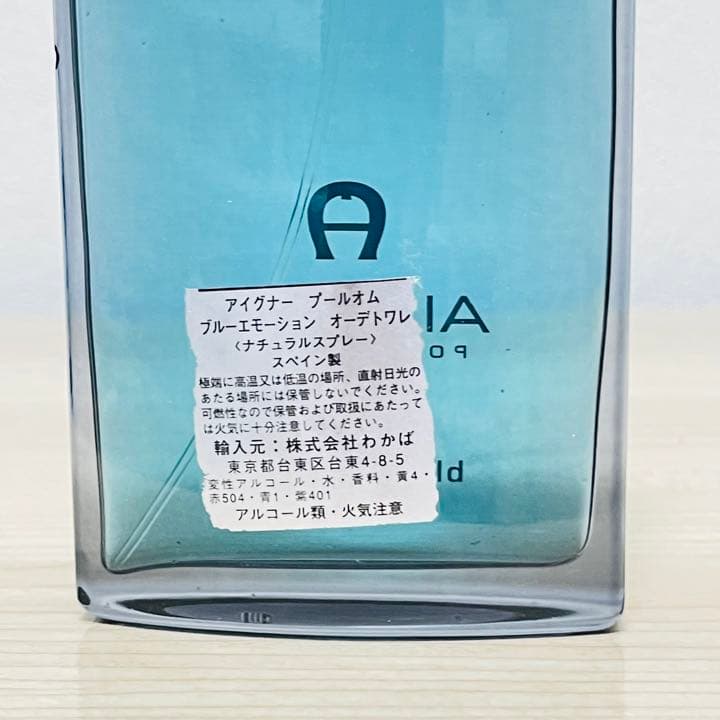 アイグナー プールオム
ブルーエモーション オーデトワレ
〈ナチュラルスプレー〉
スペイン製
極端に高温又は低温の場所、直射日光の
あたる場所には保管しないでください。
可燃性なので保管および取扱にあたって
は火気に十分注意してください。
輸入元：株式会社わかば
東京都台東区台東4-8-5
変性アルコール・水・香料・黄4・
赤504・青1・紫401
アルコール類・火気注意